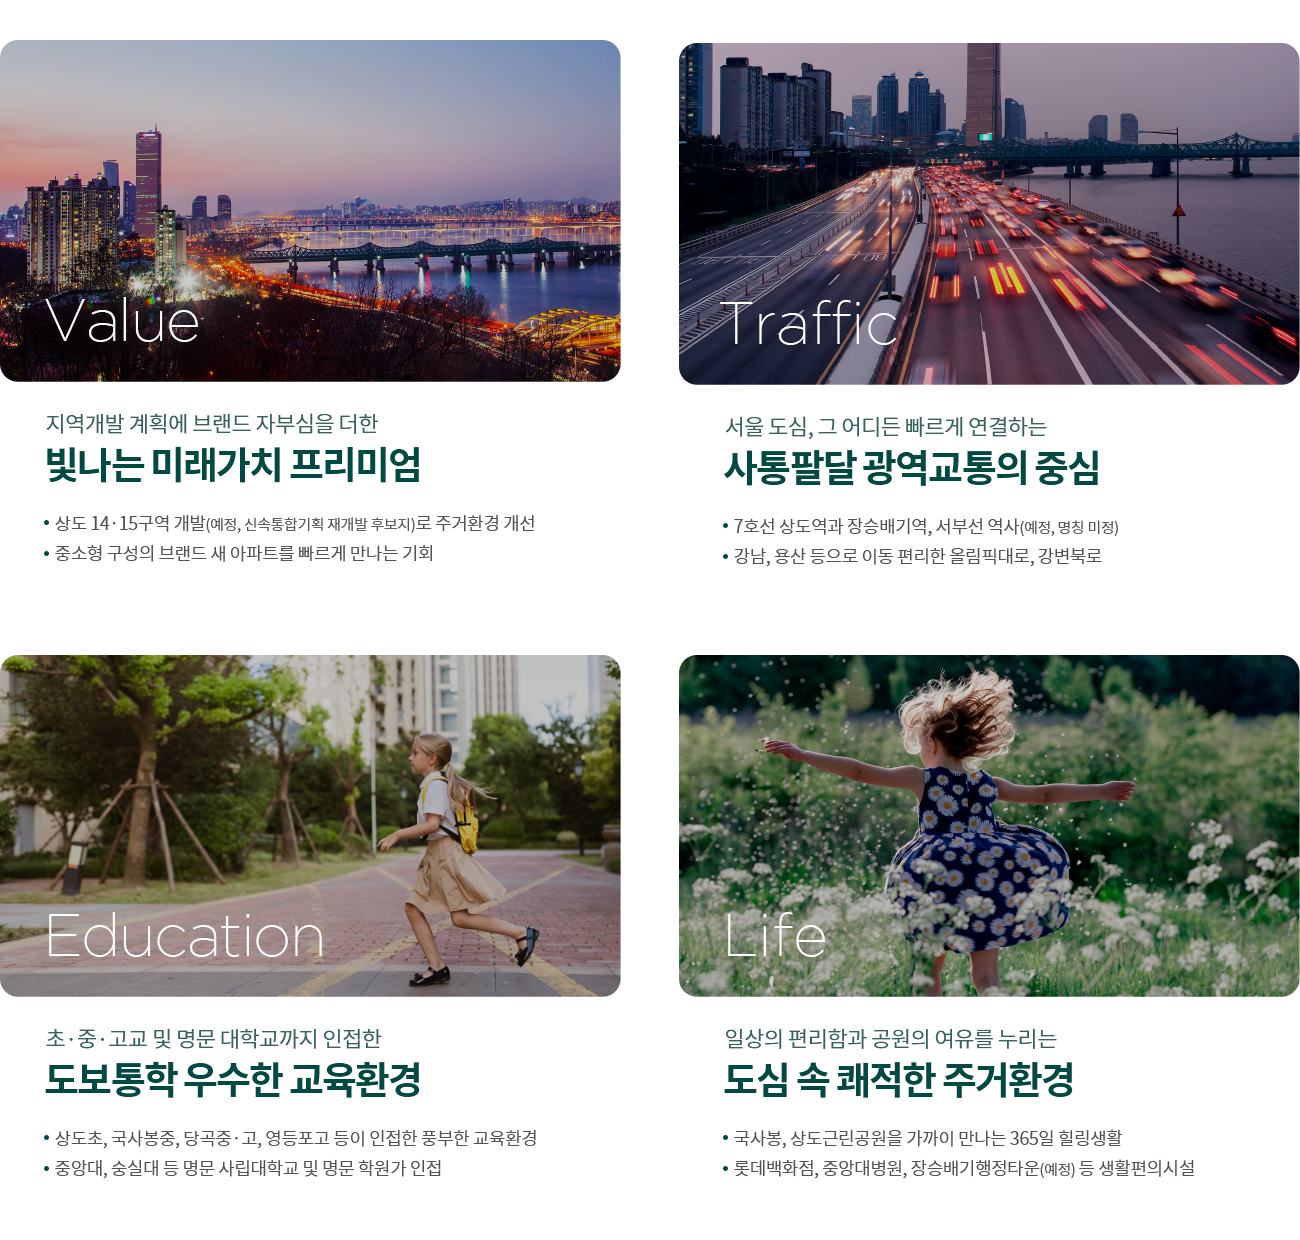 Value
지역개발 계획에 브랜드 자부심을 더한
빛나는 미래가치 프리미엄
상도 14·15구역 개발(예정, 신속통합기획 재개발 후보지)로 주거환경 개선
중소형 구성의 브랜드 새 아파트를 빠르게 만나는 기회
Traffic
서울 도심, 그 어디든 빠르게 연결하는
사통팔달 광역교통의 중심
7호선 상도역과 장승배기역, 서부선 역사(예정, 명칭 미정)
강남, 용산 등으로 이동 편리한 올림픽대로, 강변북로
Education
초·중·고교 및 명문 대학교까지 인접한
도보통학 우수한 교육환경
상도초, 국사봉중, 당곡중·고, 영등포고 등이 인접한 풍부한 교육환경
중앙대, 숭실대 등 명문 사립대학교 및 명문 학원가 인접
Life
일상의 편리함과 공원의 여유를 누리는
도심 속 쾌적한 주거환경
국사봉, 상도근린공원을 가까이 만나는 365일 힐링생활
롯데백화점, 중앙대병원, 장승배기행정타운(예정) 등 생활편의시설